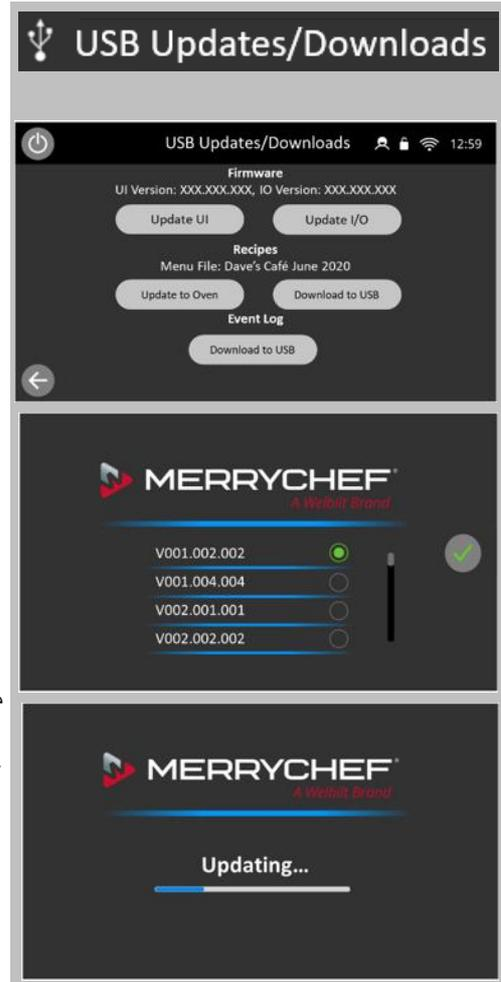 USB Updates/Downloads
USB Updates/Downloads 12:59
Firmware
UI Version: XXX.XXX.XXX, IO Version: XXX.XXX.XXX
Update UI Update I/O
Recipes
Menu File: Dave's Café June 2020
Update to Oven Download to USB
Event Log
Download to USB
MERRYCHEF®
A Welbilt Brand
V001.002.002
V001.004.004
V002.001.001
V002.002.002
MERRYCHEF®
A Welbilt Brand
Updating...